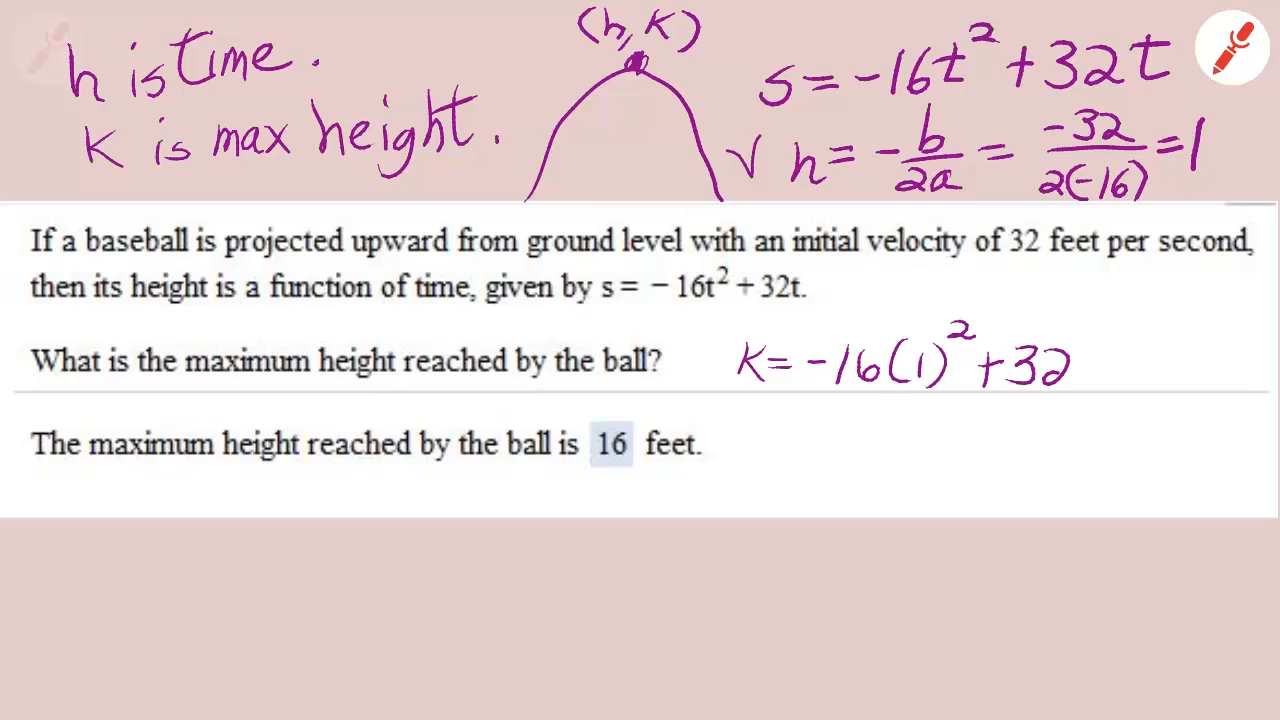 h is time.
K is max height.
(h, K)
s = -16t² + 32t
√ h = -b/2a = -32/2(-16) = 1
If a baseball is projected upward from ground level with an initial velocity of 32 feet per second,
then its height is a function of time, given by s = − 16t² + 32t.
What is the maximum height reached by the ball?
K = -16(1)² + 32
The maximum height reached by the ball is 16 feet.